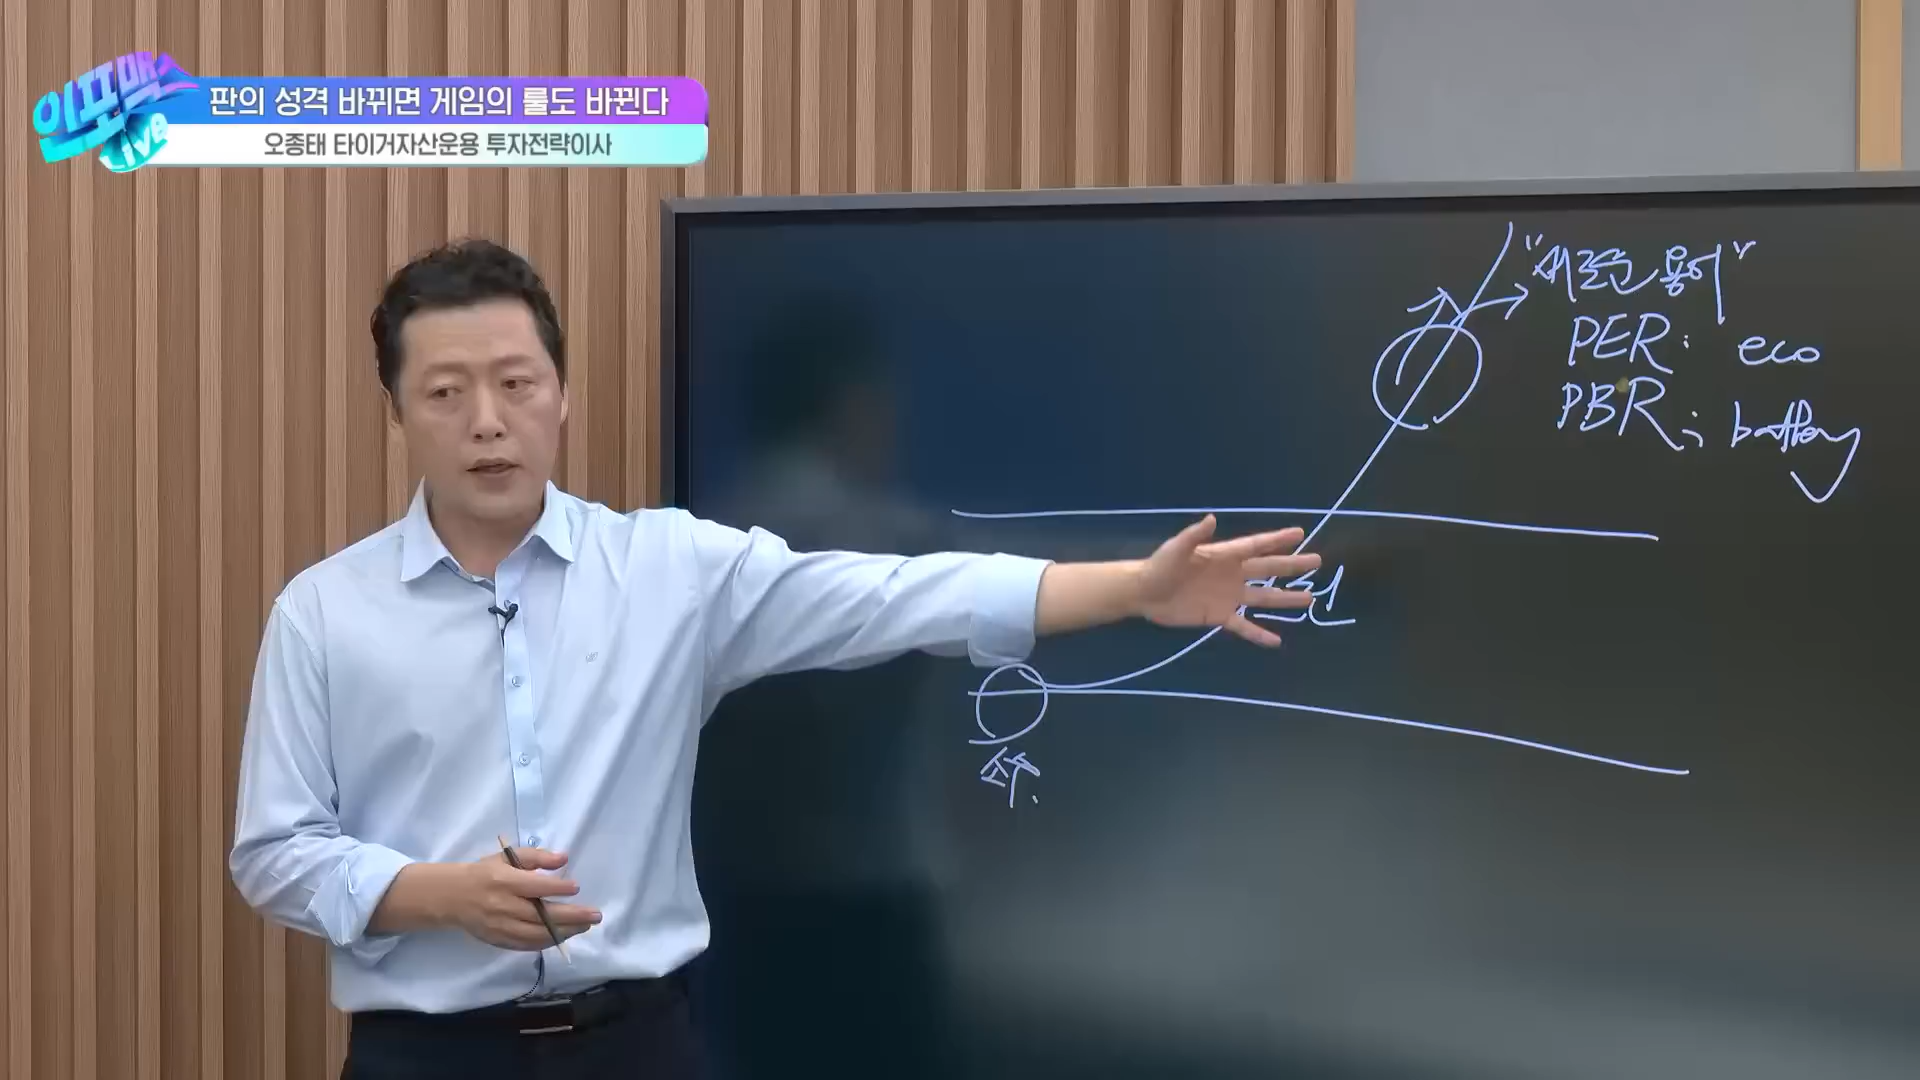 인포맥스
Live
판의 성격 바뀌면 게임의 룰도 바뀐다
오종태 타이거자산운용 투자전략이사
"새로운 용어"
PER : eco
PBR ; battery